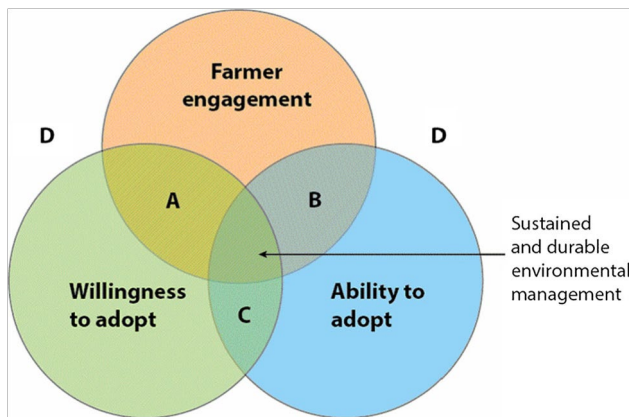 Farmer
engagement
D
D
A
B
Sustained
and durable
environmental
management
Willingness
to adopt
Ability to
adopt
C